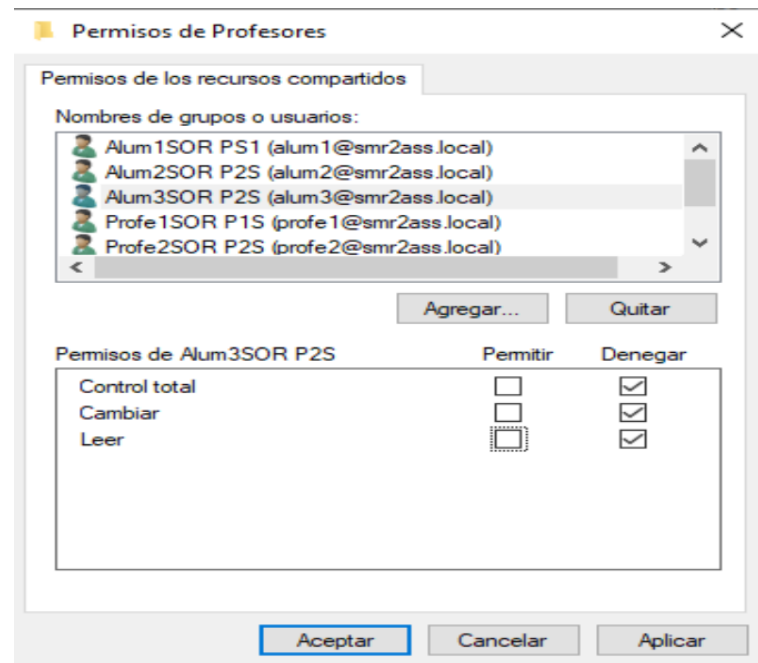 Permisos de Profesores
Permisos de los recursos compartidos
Nombres de grupos o usuarios:
Alum1SOR PS1 (alum1@smr2ass.local)
Alum2SOR P2S (alum2@smr2ass.local)
Alum3SOR P2S (alum3@smr2ass.local)
Profe1SOR P1S (profe1@smr2ass.local)
Profe2SOR P2S (profe2@smr2ass.local)
Agregar... Quitar
Permisos de Alum3SOR P2S Permitir Denegar
Control total
Cambiar
Leer
Aceptar Cancelar Aplicar